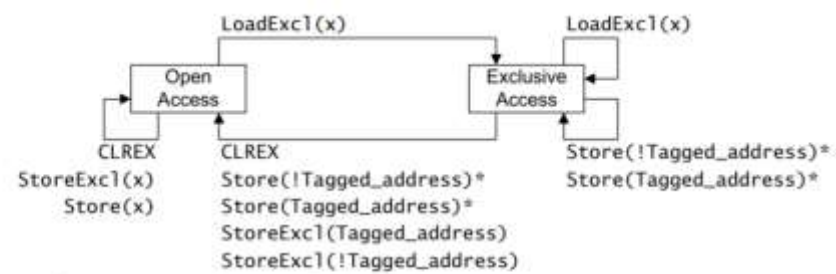 LoadExcl(x)
LoadExcl(x)
Open
Access
Exclusive
Access
CLREX
StoreExcl(x)
Store(x)
CLREX
Store(!Tagged_address)*
Store(Tagged_address)*
StoreExcl(Tagged_address)
StoreExcl(!Tagged_address)
Store(!Tagged_address)*
Store(Tagged_address)*